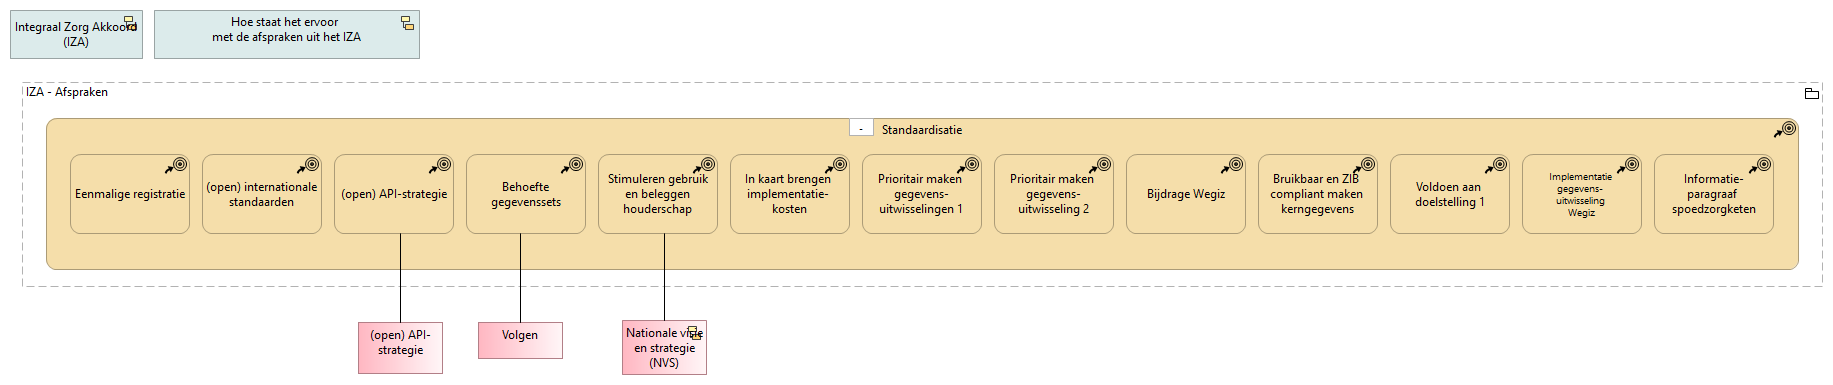 Integraal Zorg Akkoord
(IZA)
Hoe staat het ervoor
met de afspraken uit het IZA
IZA - Afspraken
-
Standaardisatie
Eenmalige registratie
(open) internationale
standaarden
(open) API-strategie
Behoefte
gegevenssets
Stimuleren gebruik
en beleggen
houderschap
In kaart brengen
implementatie-
kosten
Prioritair maken
gegevens-
uitwisselingen 1
Prioritair maken
gegevens-
uitwisseling 2
Bijdrage Wegiz
Bruikbaar en ZIB
compliant maken
kerngegevens
Voldoen aan
doelstelling 1
Implementatie
gegevens-
uitwisseling
Wegiz
Informatie-
paragraaf
spoedzorgketen
(open) API-
strategie
Volgen
Nationale visie
en strategie
(NVS)